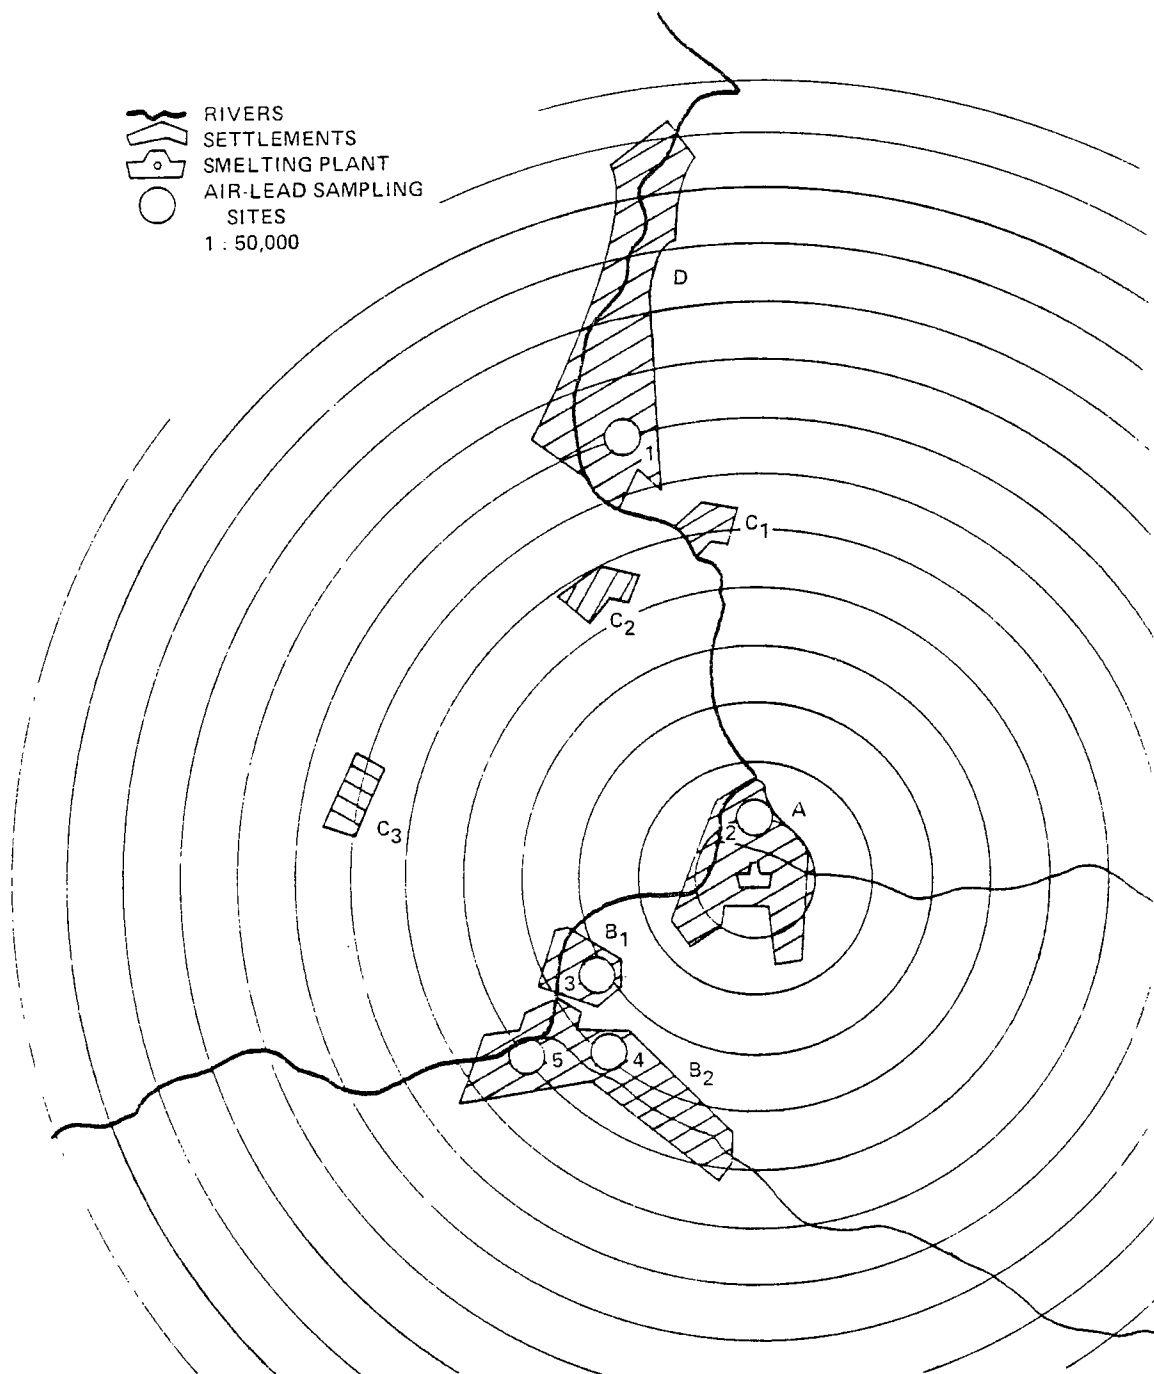 RIVERS
SETTLEMENTS
SMELTING PLANT
AIR-LEAD SAMPLING
SITES
1 : 50,000
D
1
C1
C2
A
2
C3
B1
3
5
4
B2